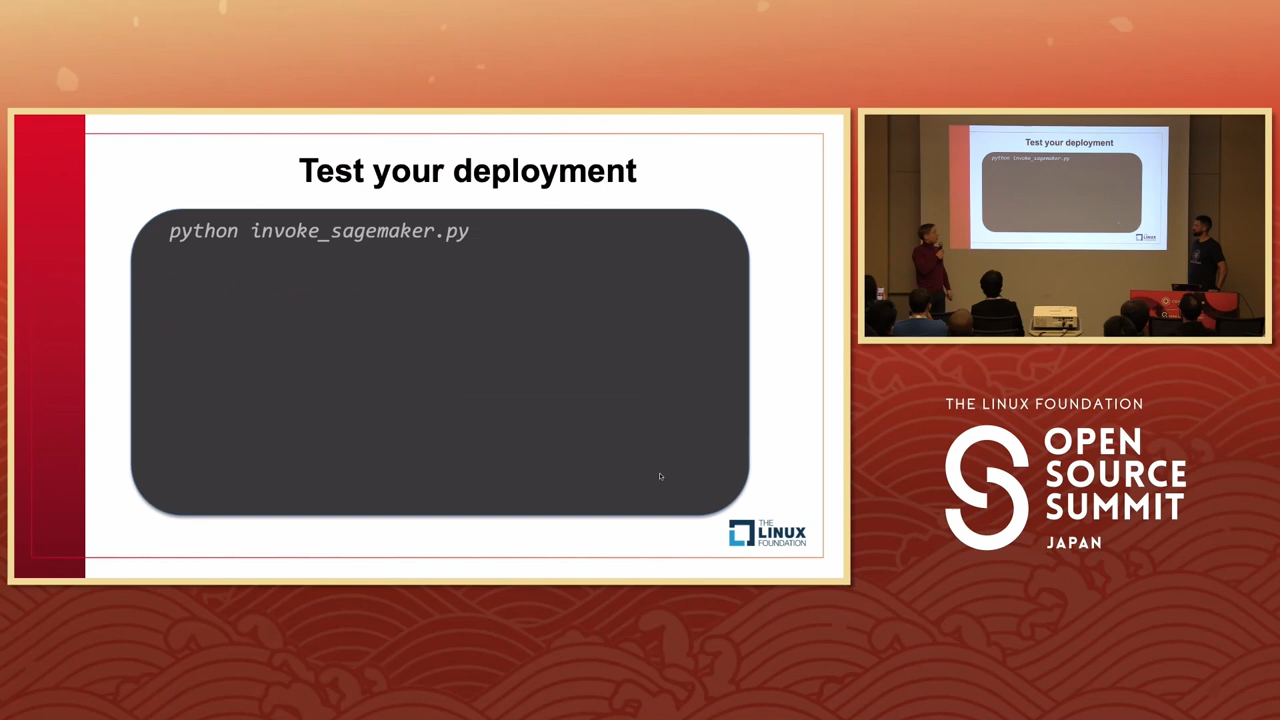 Test your deployment
python invoke_sagemaker.py
THE
LINUX
FOUNDATION
Test your deployment
python invoke_sagemaker.py
LINUX
THE LINUX FOUNDATION
OPEN
SOURCE
SUMMIT
JAPAN